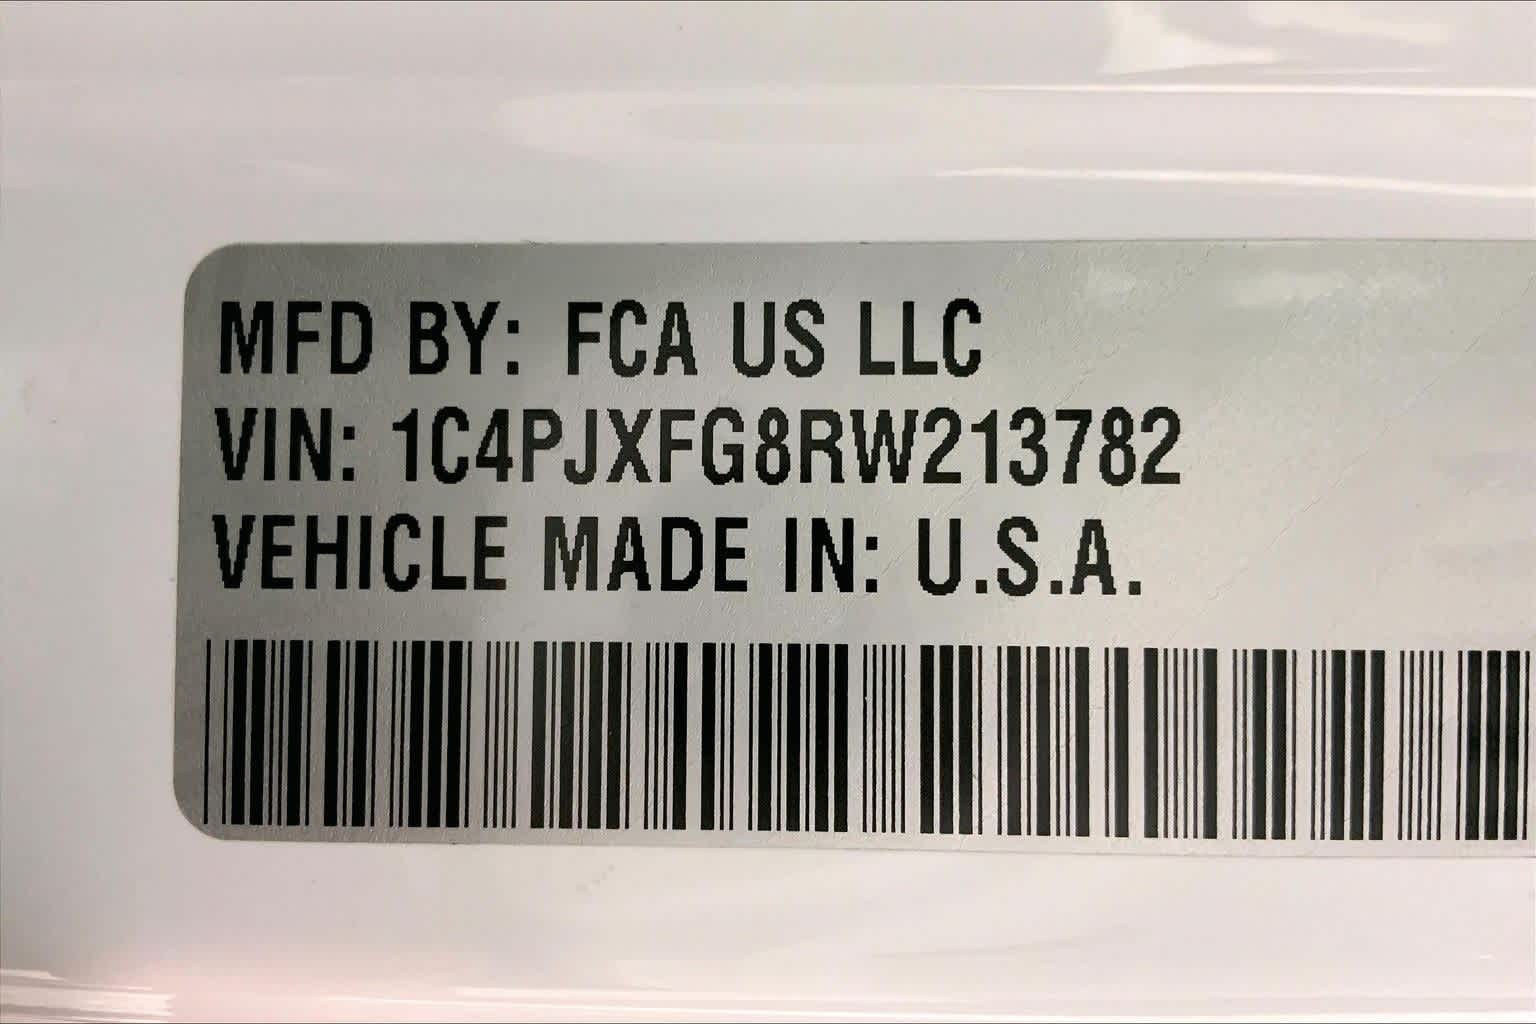 MFD BY: FCA US LLC
VIN: 1C4PJXFG8RW213782
VEHICLE MADE IN: U.S.A.